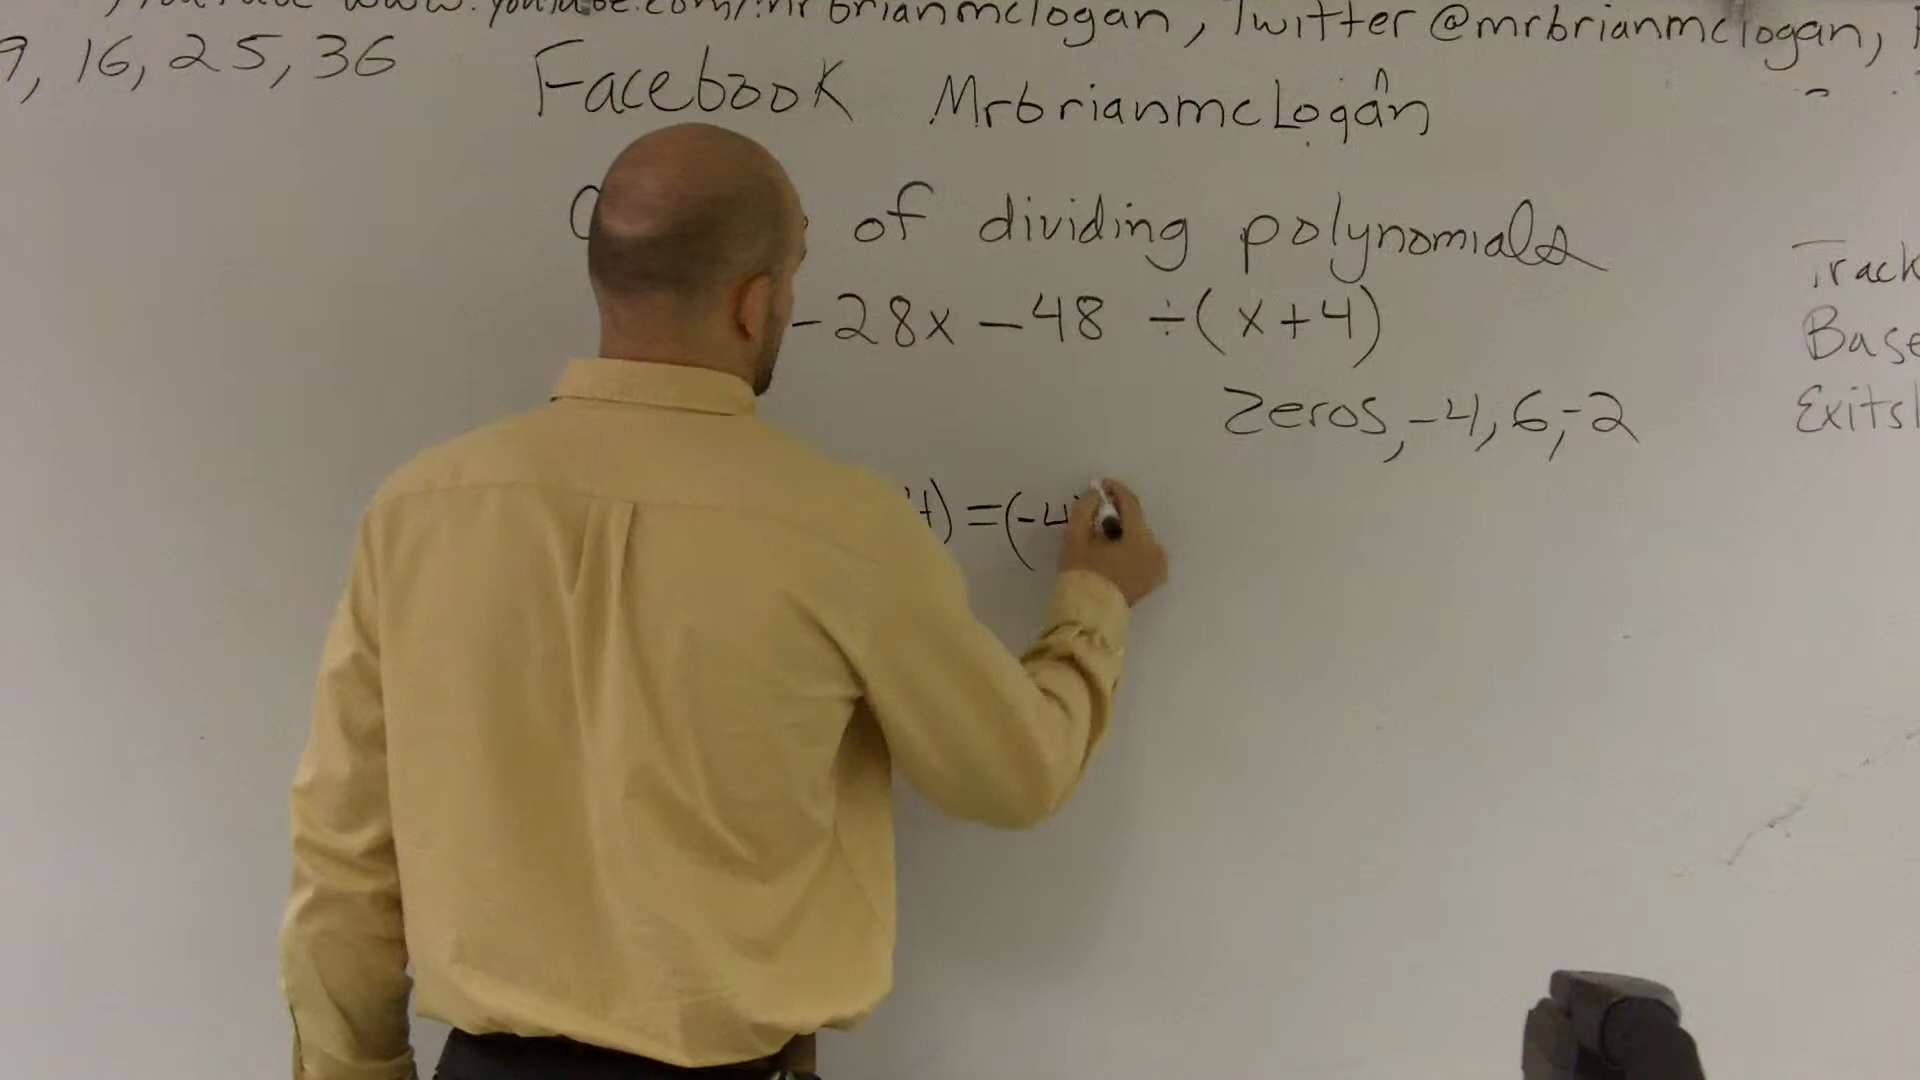 www.youtube.com/mrbrianmclogan, Twitter @mrbrianmclogan,
9, 16, 25, 36
Facebook MrbrianmcLogan
of dividing polynomials
-28x - 48 ÷ (x+4)
Zeros, -4, 6, -2
4) = (-4)
Track
Base
Exitsl